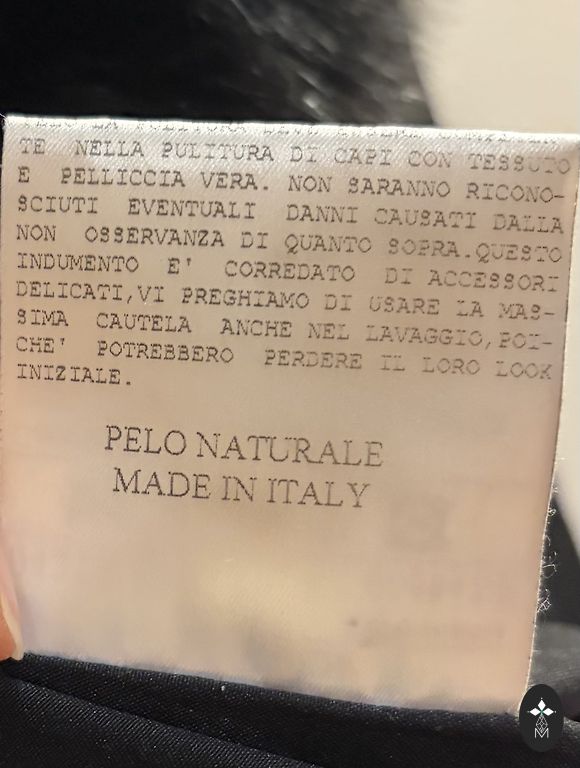 TE NELLA PULITURA DI CAPI CON TESSUTO
E PELLICCIA VERA. NON SARANNO RICONO-
SCIUTI EVENTUALI DANNI CAUSATI DALLA
NON OSSERVANZA DI QUANTO SOPRA.QUESTO
INDUMENTO E' CORREDATO DI ACCESSORI
DELICATI,VI PREGHIAMO DI USARE LA MAS-
SIMA CAUTELA ANCHE NEL LAVAGGIO,POI-
CHE' POTREBBERO PERDERE IL LORO LOOK
INIZIALE.
PELO NATURALE
MADE IN ITALY
M